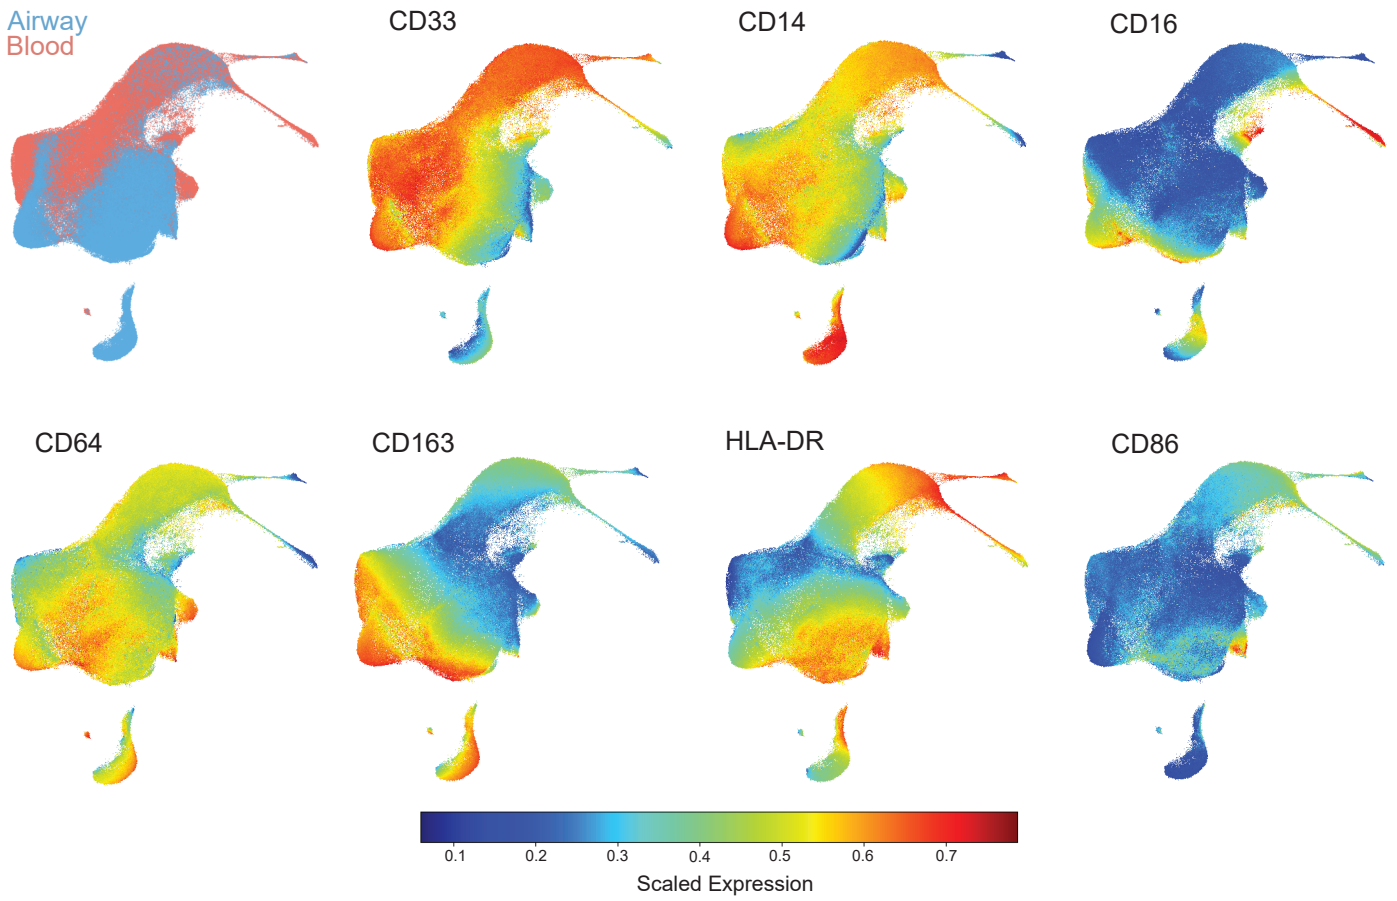 Airway
Blood
CD33
CD14
CD16
CD64
CD163
HLA-DR
CD86
0.1 0.2 0.3 0.4 0.5 0.6 0.7
Scaled Expression